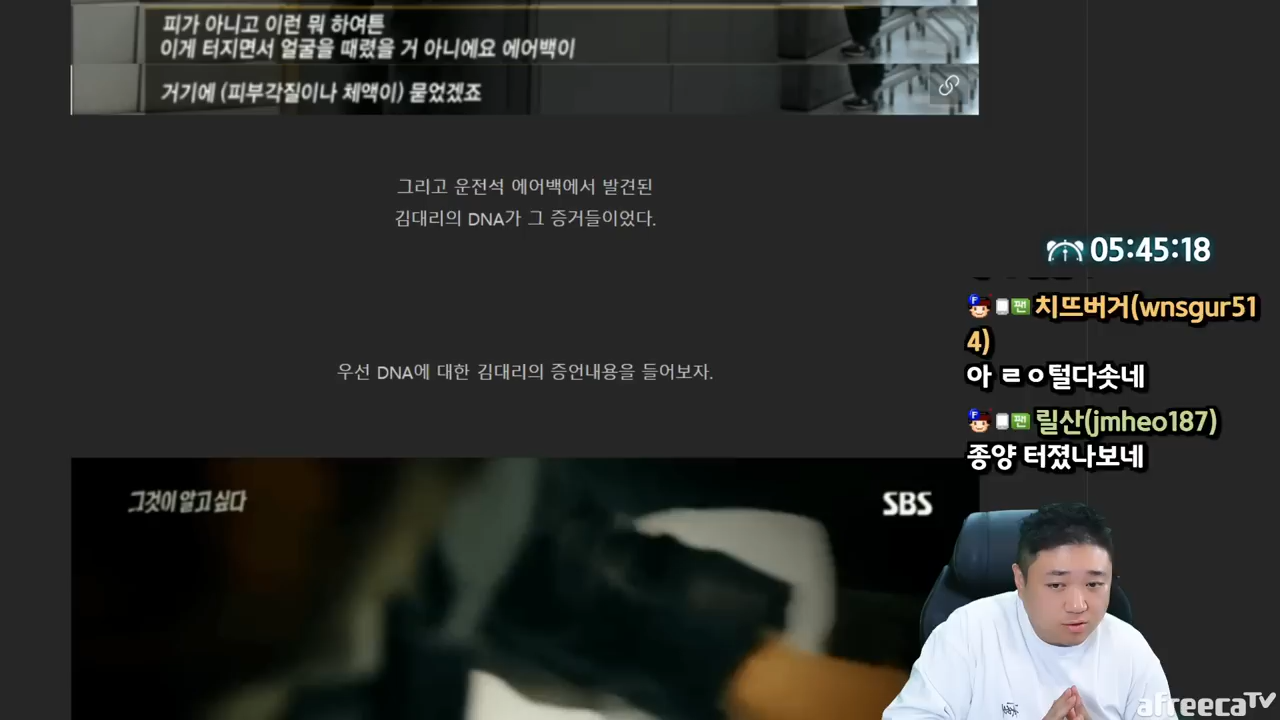 피가 아니고 이런 뭐 하여튼
이게 터지면서 얼굴을 때렸을 거 아니에요 에어백이
거기에 (피부각질이나 체액이) 묻었겠죠
그리고 운전석 에어백에서 발견된
김대리의 DNA가 그 증거들이었다.
05:45:18
치뜨버거(wnsgur51
4)
아 ㄹㅇ털다솟네
릴산(jmheo187)
종양 터졌나보네
우선 DNA에 대한 김대리의 증언내용을 들어보자.
그것이 알고싶다
SBS
afreecaTV